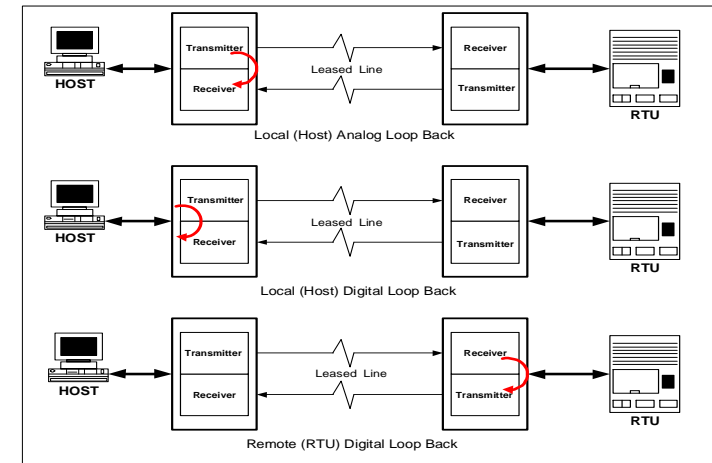 Transmitter
Receiver
Receiver
Transmitter
Leased Line
HOST
RTU
Local (Host) Analog Loop Back
Transmitter
Receiver
Receiver
Transmitter
Leased Line
HOST
RTU
Local (Host) Digital Loop Back
Transmitter
Receiver
Receiver
Transmitter
Leased Line
HOST
RTU
Remote (RTU) Digital Loop Back